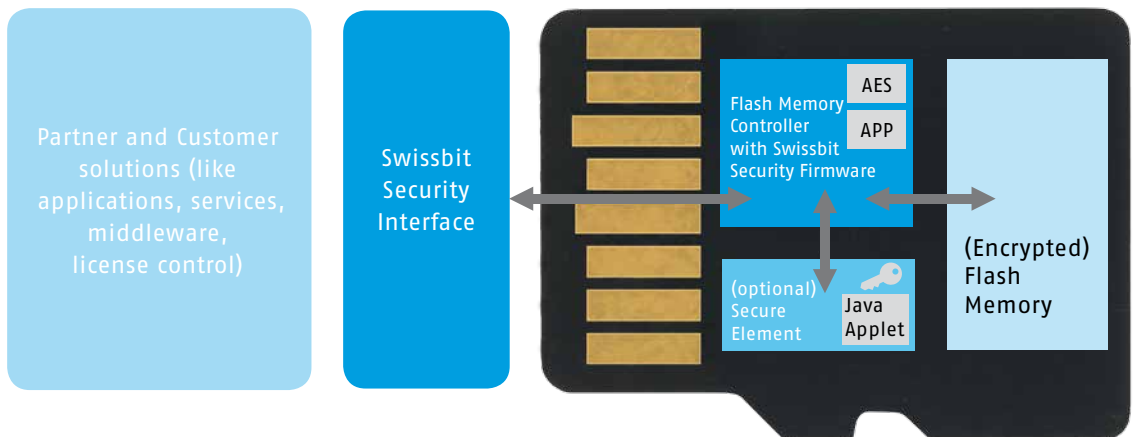 Partner and Customer
solutions (like
applications, services,
middleware,
license control)
Swissbit
Security
Interface
Flash Memory
Controller
with Swissbit
Security Firmware
AES
APP
(optional)
Secure
Element
Java
Applet
(Encrypted)
Flash
Memory